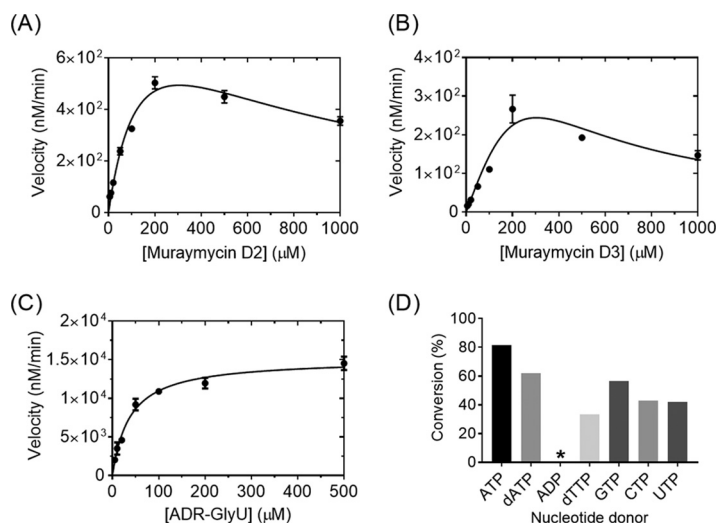 (A)
Velocity (nM/min)
6×10²
4×10²
2×10²
0
0 200 400 600 800 1000
[Muraymycin D2] (μM)
(B)
Velocity (nM/min)
4×10²
3×10²
2×10²
1×10²
0
0 200 400 600 800 1000
[Muraymycin D3] (μM)
(C)
Velocity (nM/min)
2×10⁴
1.5×10⁴
1×10⁴
5×10³
0
0 100 200 300 400 500
[ADR-GlyU] (μM)
(D)
Conversion (%)
100
80
60
40
20
0
*
ATP dATP ADP dTTP GTP CTP UTP
Nucleotide donor